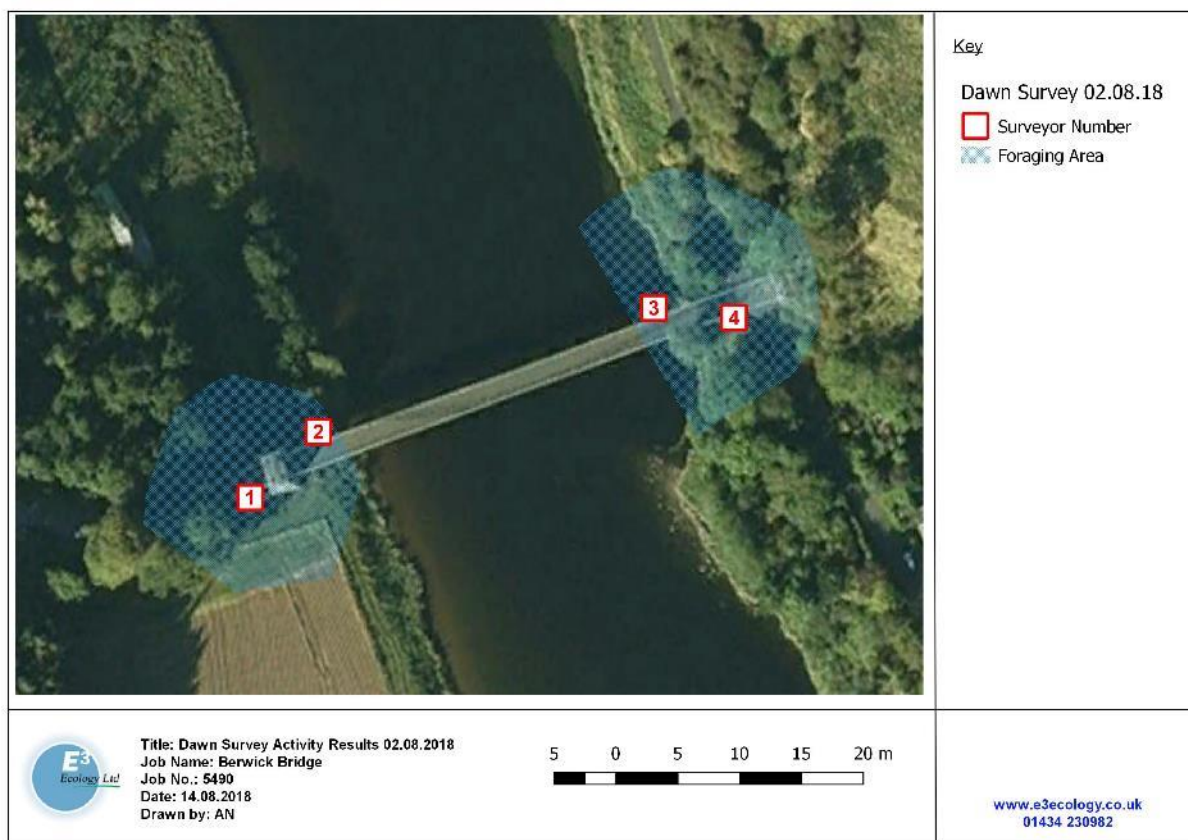 Key
Dawn Survey 02.08.18
Surveyor Number
Foraging Area
3
4
2
1
E³
Ecology Ltd
Title: Dawn Survey Activity Results 02.08.2018
Job Name: Berwick Bridge
Job No.: 5490
Date: 14.08.2018
Drawn by: AN
5 0 5 10 15 20 m
www.e3ecology.co.uk
01434 230982